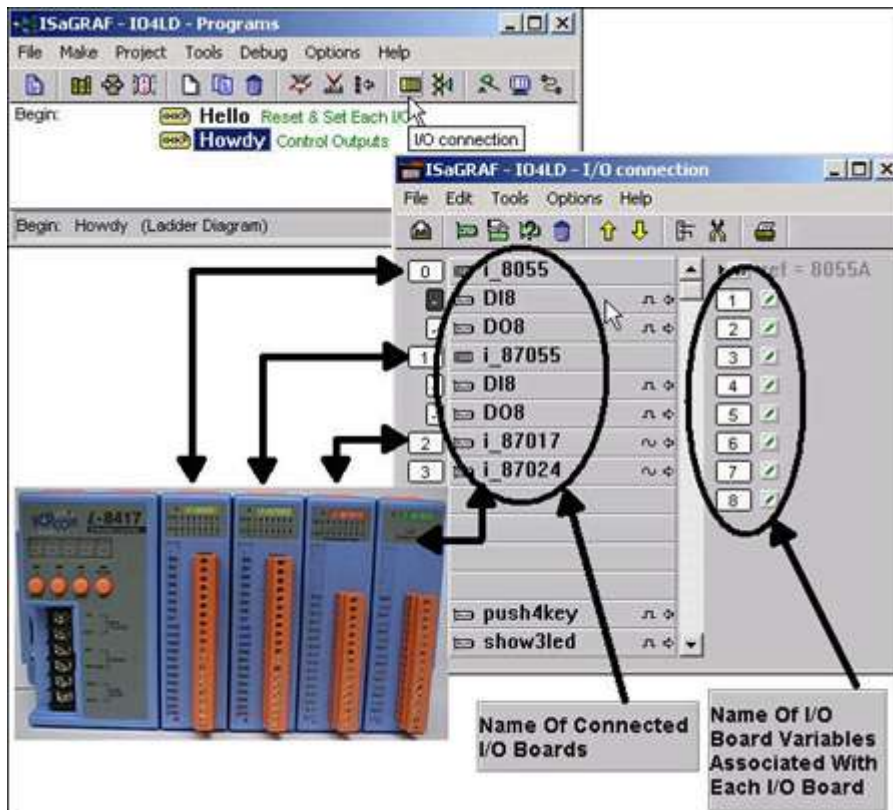 ISaGRAF - IO4LD - Programs
File Make Project Tools Debug Options Help
Begin: Hello Reset & Set Each I/O
Howdy Control Outputs
I/O connection
Begin: Howdy (Ladder Diagram)
ISaGRAF - IO4LD - I/O connection
File Edit Tools Options Help
0 i_8055
DI8
DO8
1 i_87055
DI8
DO8
2 i_87017
3 i_87024
push4key
show3led
ref = 8055A
1
2
3
4
5
6
7
8
i-8417
Name Of Connected
I/O Boards
Name Of I/O
Board Variables
Associated With
Each I/O Board